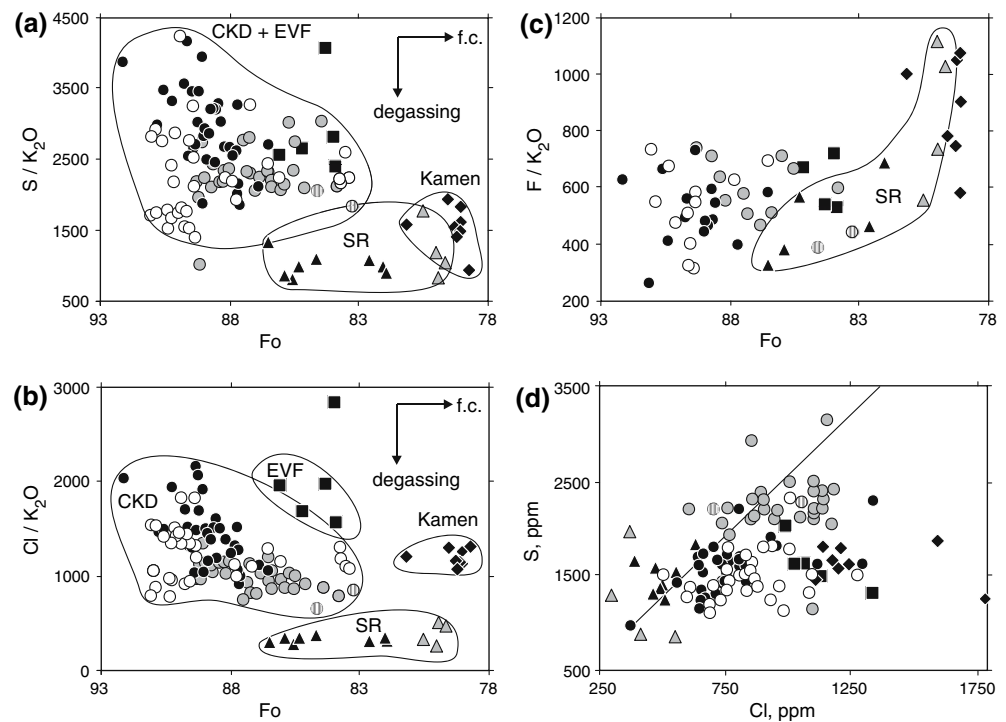 (a)
4500
3500
2500
1500
500
S / K2O
CKD + EVF
f.c.
degassing
Kamen
SR
93
88
83
78
Fo
(c)
1200
1000
800
600
400
200
F / K2O
SR
93
88
83
78
Fo
(b)
3000
2000
1000
0
Cl / K2O
f.c.
EVF
degassing
CKD
Kamen
SR
93
88
83
78
Fo
(d)
3500
2500
1500
500
S, ppm
250
750
1250
1750
Cl, ppm